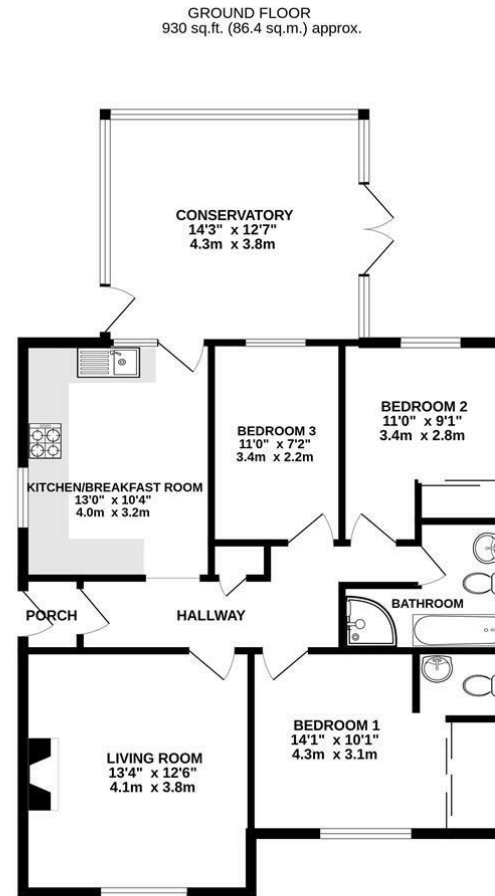 GROUND FLOOR
930 sq.ft. (86.4 sq.m.) approx.
CONSERVATORY
14'3" x 12'7"
4.3m x 3.8m
BEDROOM 2
11'0" x 9'1"
3.4m x 2.8m
BEDROOM 3
11'0" x 7'2"
3.4m x 2.2m
KITCHEN/BREAKFAST ROOM
13'0" x 10'4"
4.0m x 3.2m
BATHROOM
PORCH
HALLWAY
BEDROOM 1
14'1" x 10'1"
4.3m x 3.1m
LIVING ROOM
13'4" x 12'6"
4.1m x 3.8m